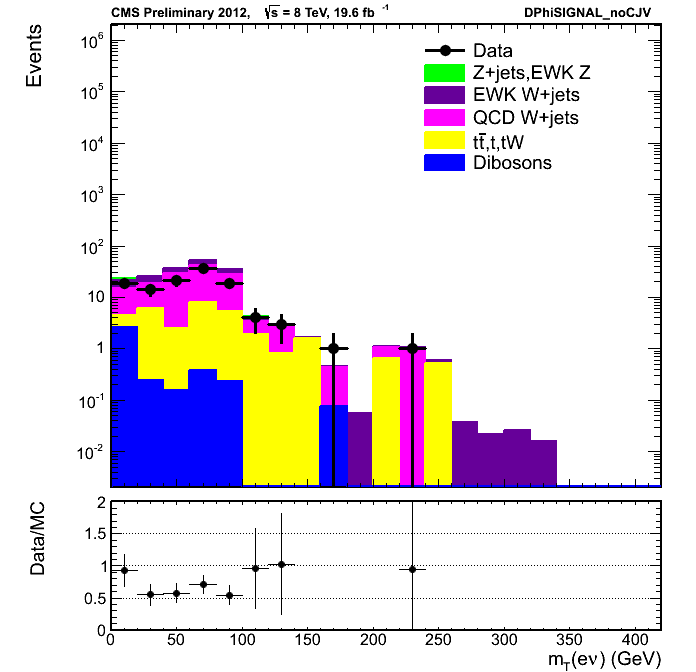 CMS Preliminary 2012, √s = 8 TeV, 19.6 fb⁻¹ DPhiSIGNAL_noCJV
Events
10⁶
10⁵
10⁴
10³
10²
10
1
10⁻¹
10⁻²
Data
Z+jets,EWK Z
EWK W+jets
QCD W+jets
tt̄,t,tW
Dibosons
Data/MC
2
1.5
1
0.5
0
0 50 100 150 200 250 300 350 400
m_T(eν) (GeV)